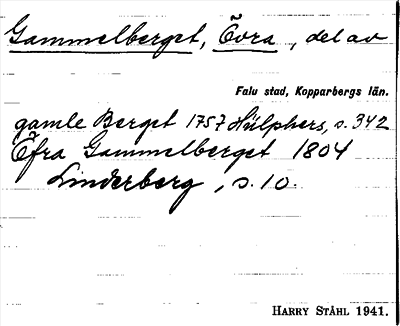 Gammelberget, Övra, del av
Falu stad, Kopparbergs län.
gamle Berget 1757 Hülphers, s. 342
Öfra Gammelberget 1804
Linderberg, s. 10.
HARRY STÅHL 1941.